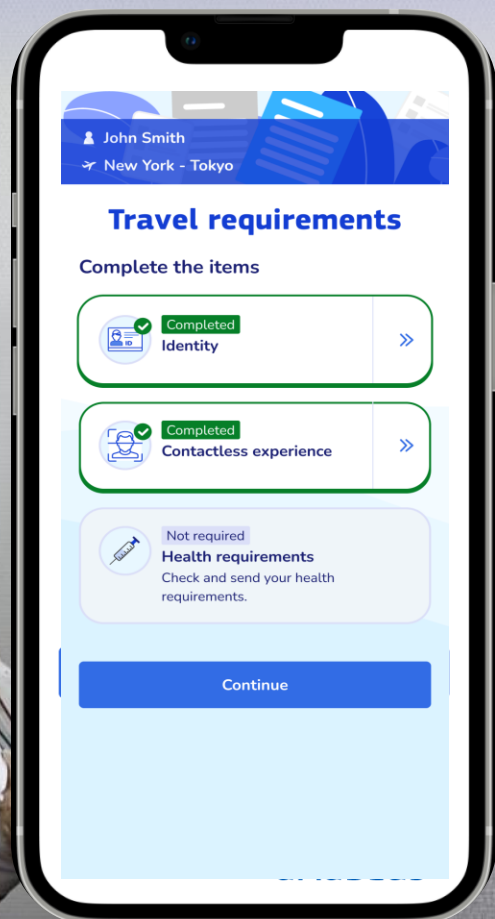 John Smith
New York - Tokyo
Travel requirements
Complete the items
Completed
Identity
ID
Completed
Contactless experience
Not required
Health requirements
Check and send your health
requirements.
Continue